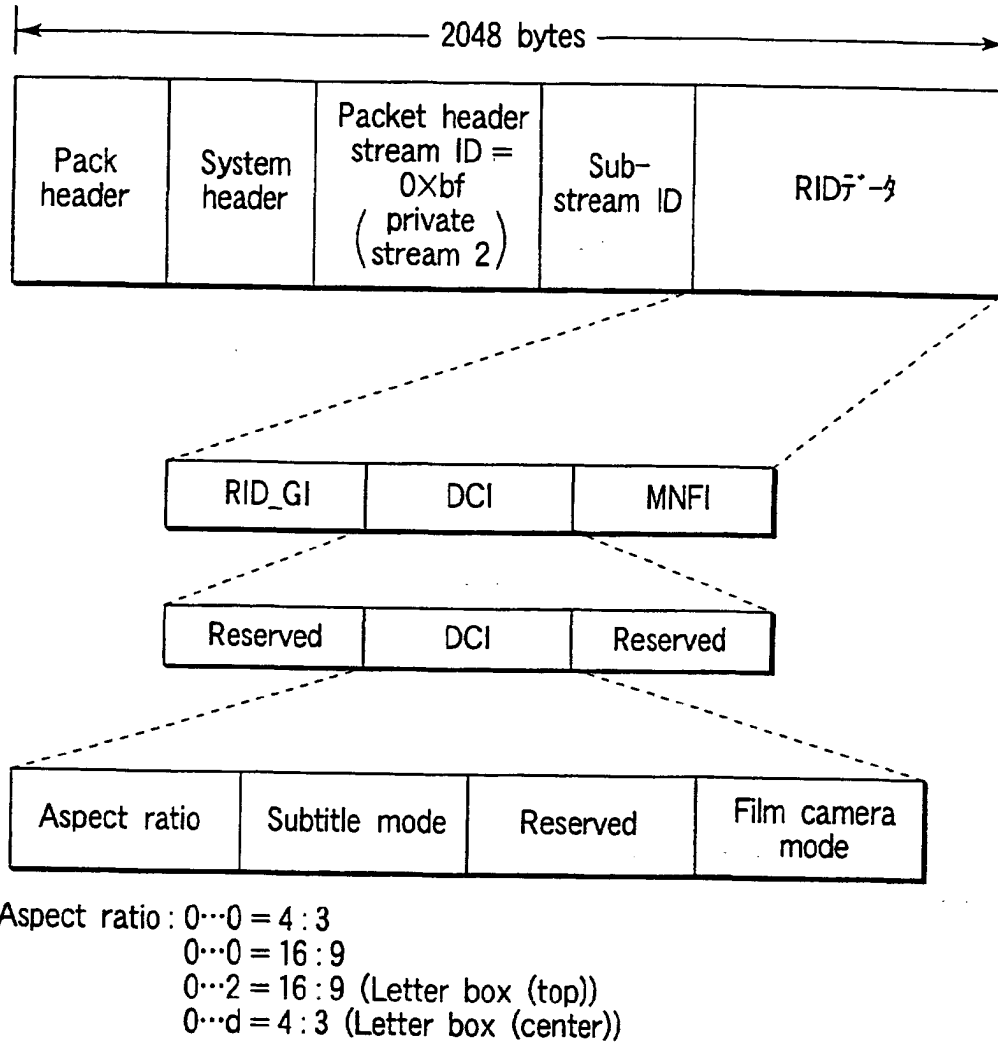 2048 bytes
Pack
header
System
header
Packet header
stream ID =
0Xbf
(private
stream 2)
Sub-
stream ID
RIDデータ
RID_GI
DCI
MNFI
Reserved
DCI
Reserved
Aspect ratio
Subtitle mode
Reserved
Film camera
mode
Aspect ratio : 0…0 = 4 : 3
0…0 = 16 : 9
0…2 = 16 : 9 (Letter box (top))
0…d = 4 : 3 (Letter box (center))